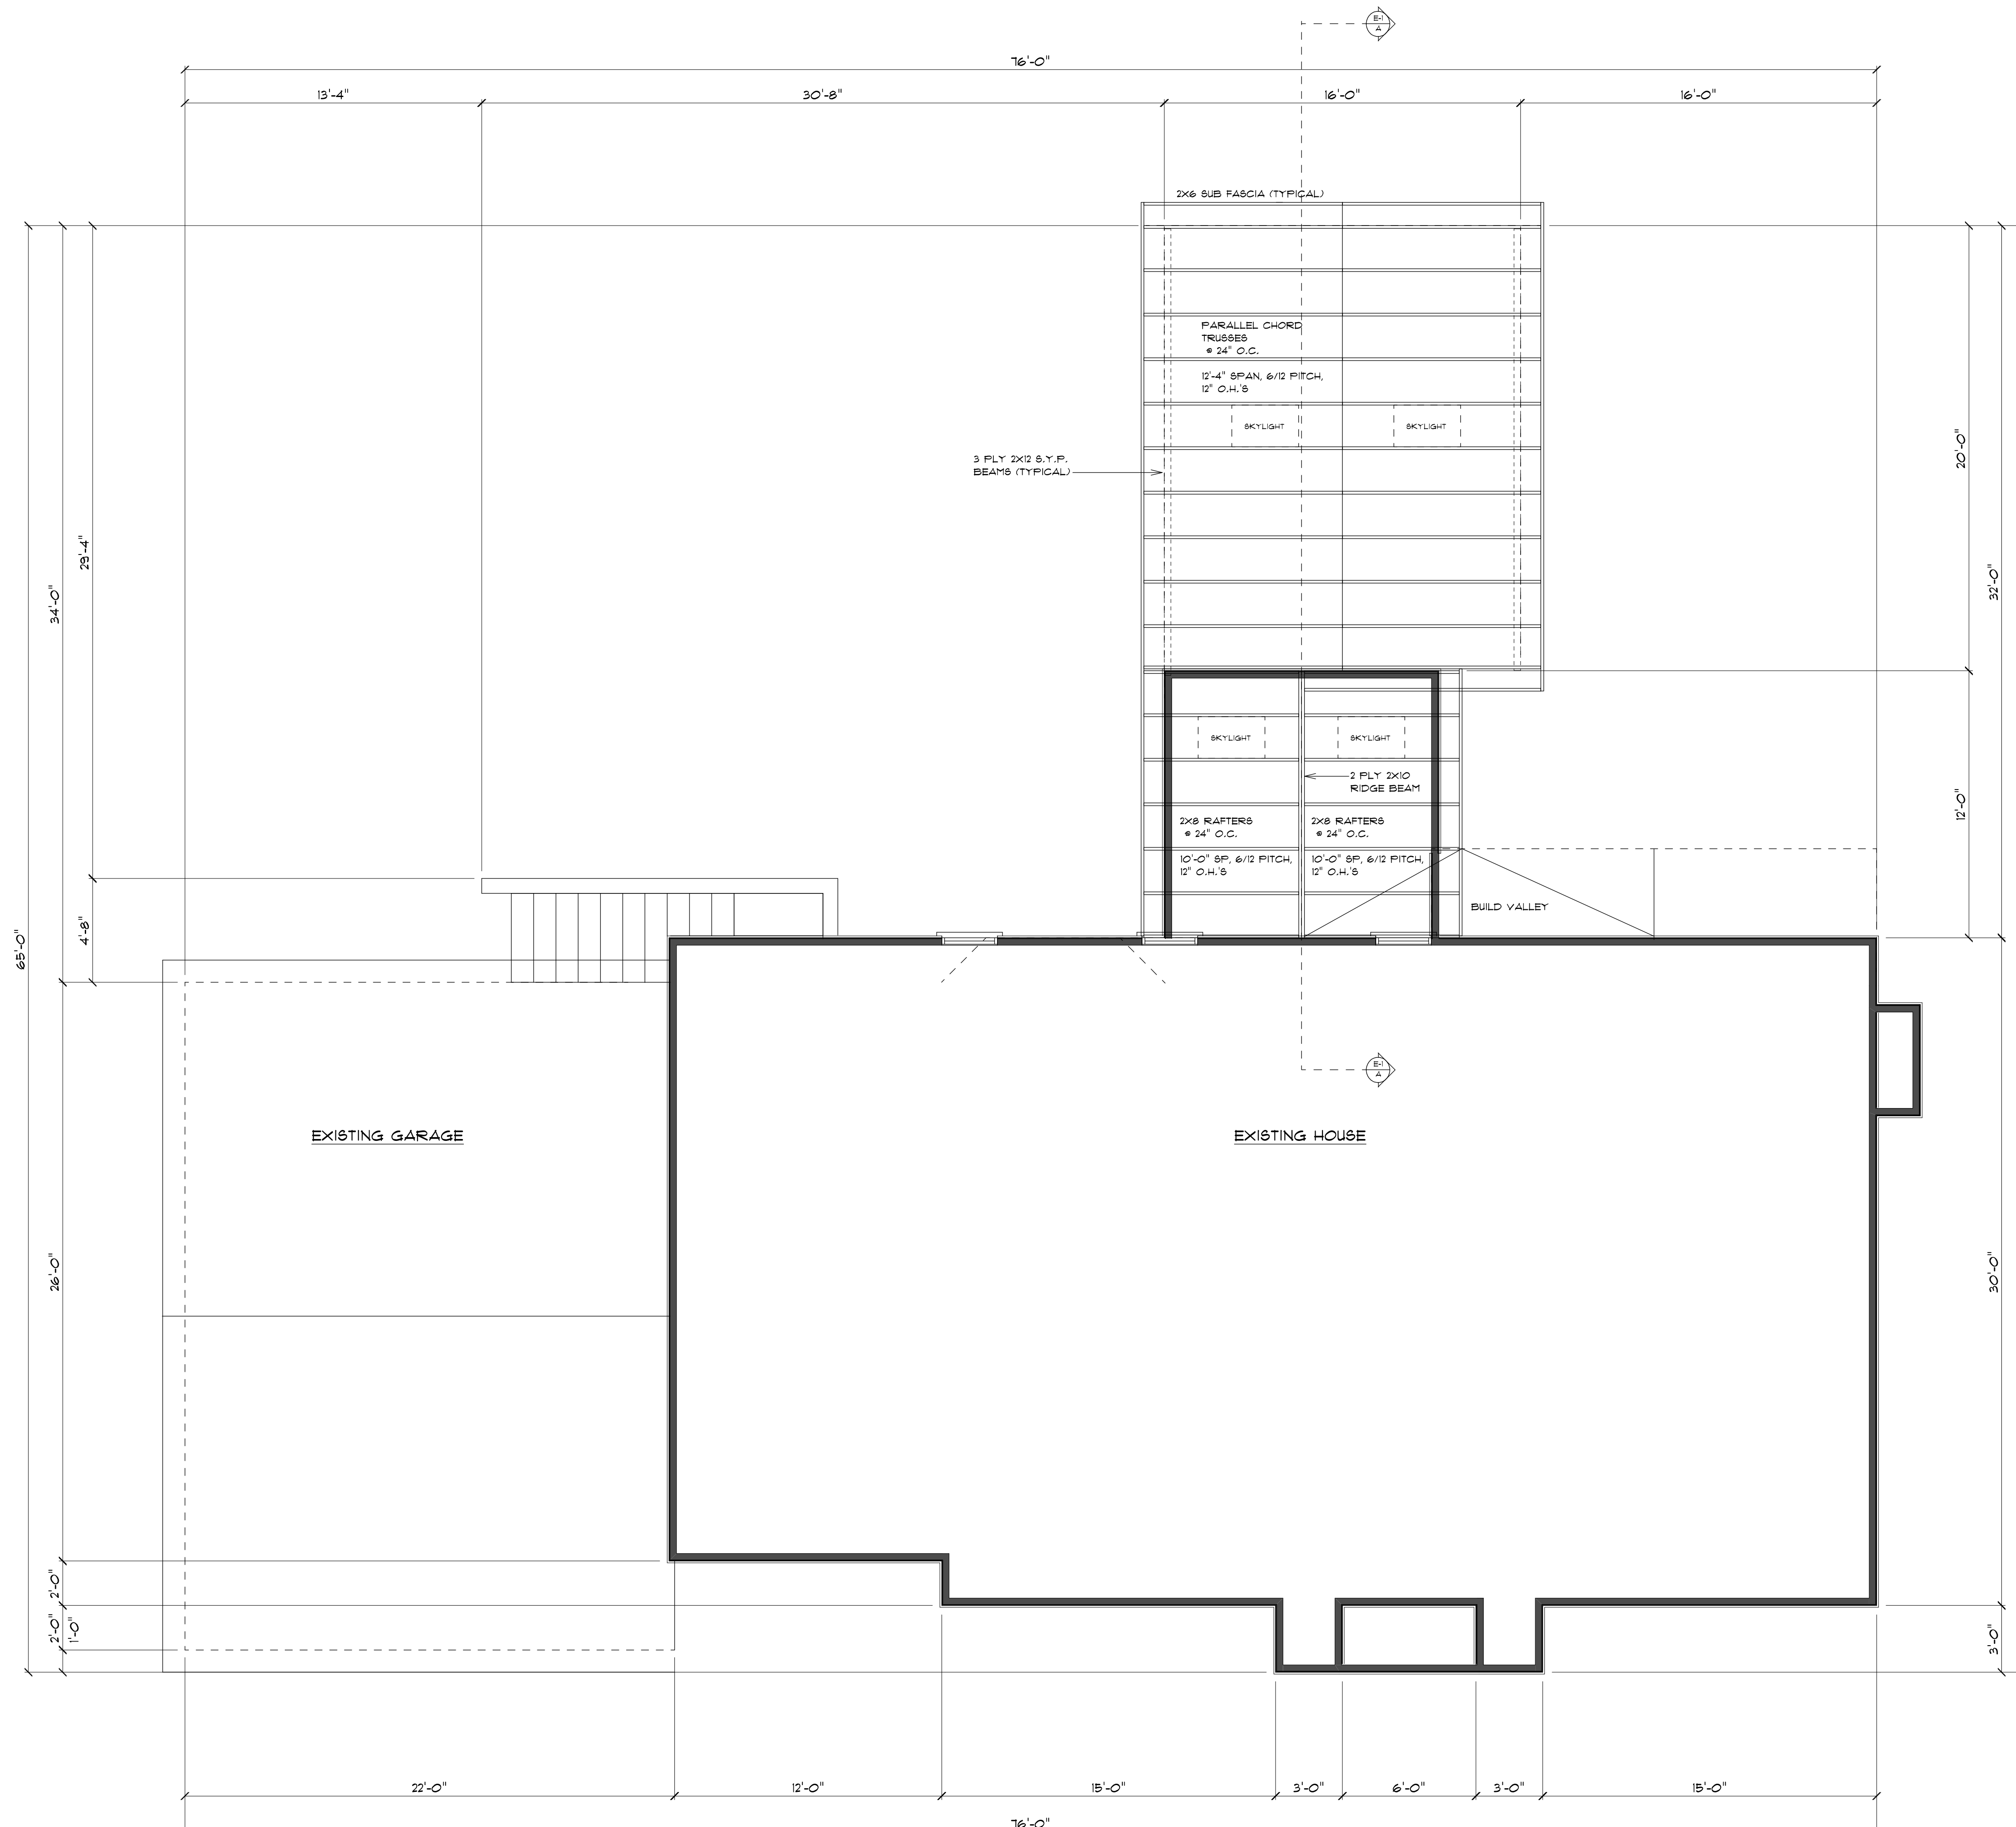 E-1
A
76'-0"
13'-4"
30'-8"
16'-0"
16'-0"
2X6 SUB FASCIA (TYPICAL)
PARALLEL CHORD
TRUSSES
@ 24" O.C.
12'-4" SPAN, 6/12 PITCH,
12" O.H.'S
SKYLIGHT
SKYLIGHT
3 PLY 2X12 S.Y.P.
BEAMS (TYPICAL)
20'-0"
29'-4"
34'-0"
32'-0"
SKYLIGHT
SKYLIGHT
2 PLY 2X10
RIDGE BEAM
12'-0"
2X8 RAFTERS
@ 24" O.C.
10'-0" SP, 6/12 PITCH,
12" O.H.'S
2X8 RAFTERS
@ 24" O.C.
10'-0" SP, 6/12 PITCH,
12" O.H.'S
BUILD VALLEY
4'-8"
65'-0"
E-1
A
EXISTING GARAGE
EXISTING HOUSE
26'-0"
30'-0"
2'-0"
2'-0"
1'-0"
3'-0"
22'-0"
12'-0"
15'-0"
3'-0"
6'-0"
3'-0"
15'-0"
76'-0"